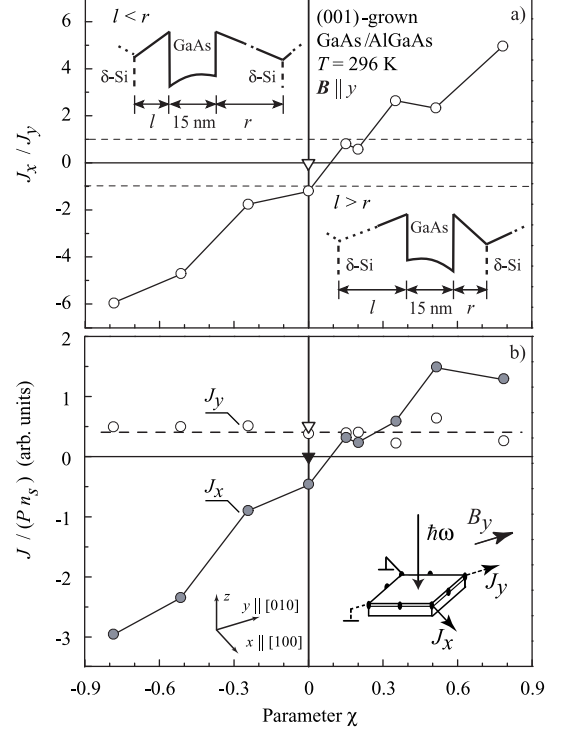 l < r
GaAs
δ-Si
δ-Si
l
15 nm
r
a)
(001)-grown
GaAs/AlGaAs
T = 296 K
B || y
l > r
GaAs
δ-Si
δ-Si
l
15 nm
r
6
4
2
0
-2
-4
-6
J_x / J_y
b)
2
1
0
-1
-2
-3
J / (P n_s) (arb. units)
J_y
J_x
ħω
B_y
J_y
J_x
z
y || [010]
x || [100]
-0.9
-0.6
-0.3
0
0.3
0.6
0.9
Parameter χ